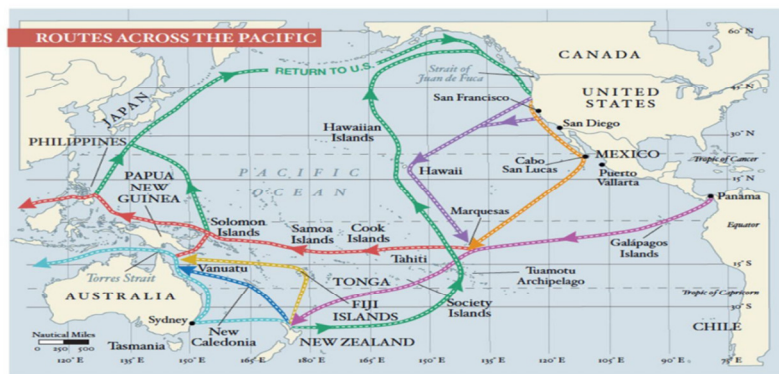 ROUTES ACROSS THE PACIFIC
60° N
CANADA
RETURN TO U.S.
Strait of
Juan de Fuca
45° N
UNITED
STATES
JAPAN
San Francisco
San Diego
30° N
Hawaiian
Islands
PHILIPPINES
Cabo
San Lucas
MEXICO
Tropic of Cancer
PACIFIC
OCEAN
Hawaii
Puerto
Vallarta
15° N
PAPUA
NEW
GUINEA
Panama
Marquesas
Solomon
Islands
Samoa
Islands
Cook
Islands
Equator
Galápagos
Islands
Tahiti
Vanuatu
Torres Strait
15° S
TONGA
Tuamotu
Archipelago
AUSTRALIA
FIJI
ISLANDS
Society
Islands
Tropic of Capricorn
30° S
Sydney
New
Caledonia
CHILE
Nautical Miles
0 250 500
Tasmania
NEW ZEALAND
120° E 135° E 150° E 165° E 180° E 165° E 150° E 135° E 120° W 105° W 90° E 75° E